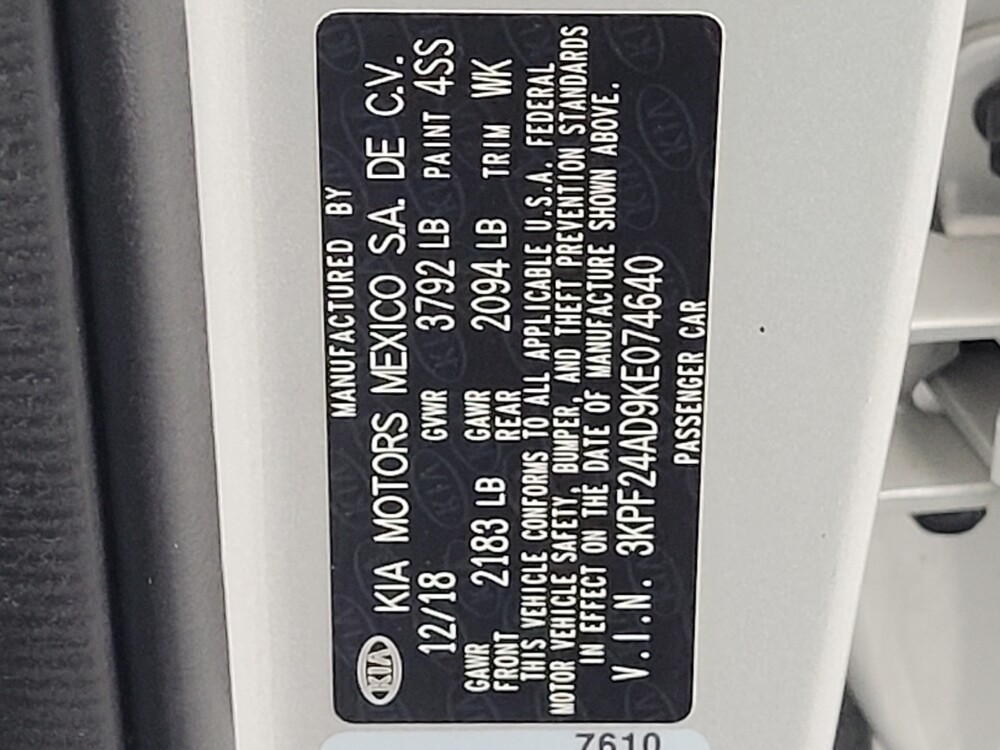 MANUFACTURED BY
KIA KIA MOTORS MEXICO S.A. DE C.V.
12/18 GVWR 3792 LB PAINT 4SS
GAWR FRONT 2183 LB GAWR REAR 2094 LB TRIM WK
THIS VEHICLE CONFORMS TO ALL APPLICABLE U.S.A. FEDERAL
MOTOR VEHICLE SAFETY, BUMPER, AND THEFT PREVENTION STANDARDS
IN EFFECT ON THE DATE OF MANUFACTURE SHOWN ABOVE.
V.I.N. 3KPF24AD9KE074640
PASSENGER CAR
7610